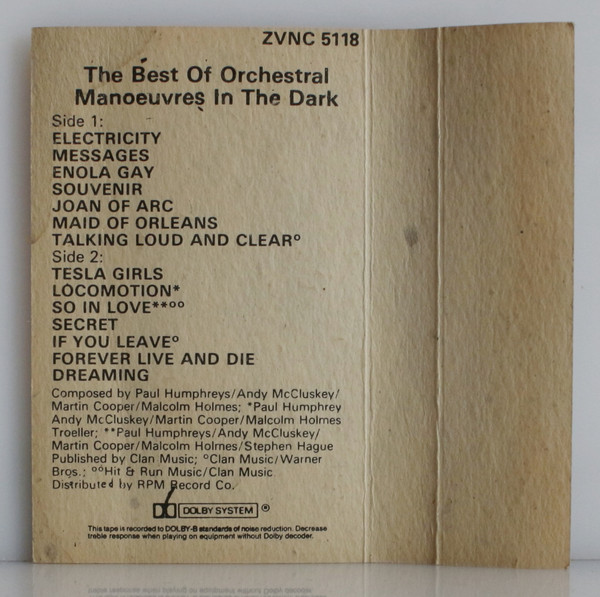 ZVNC 5118
The Best Of Orchestral
Manoeuvres In The Dark
Side 1:
ELECTRICITY
MESSAGES
ENOLA GAY
SOUVENIR
JOAN OF ARC
MAID OF ORLEANS
TALKING LOUD AND CLEARº
Side 2:
TESLA GIRLS
LOCOMOTION*
SO IN LOVE**ºº
SECRET
IF YOU LEAVEº
FOREVER LIVE AND DIE
DREAMING
Composed by Paul Humphreys/Andy McCluskey/
Martin Cooper/Malcolm Holmes; *Paul Humphrey
Andy McCluskey/Martin Cooper/Malcolm Holmes
Troeller; **Paul Humphreys/Andy McCluskey/
Martin Cooper/Malcolm Holmes/Stephen Hague
Published by Clan Music; ºClan Music/Warner
Bros.; ººHit & Run Music/Clan Music
Distributed by RPM Record Co.
DOLBY SYSTEM ®
This tape is recorded to DOLBY-B standards of noise reduction. Decrease
treble response when playing on equipment without Dolby decoder.